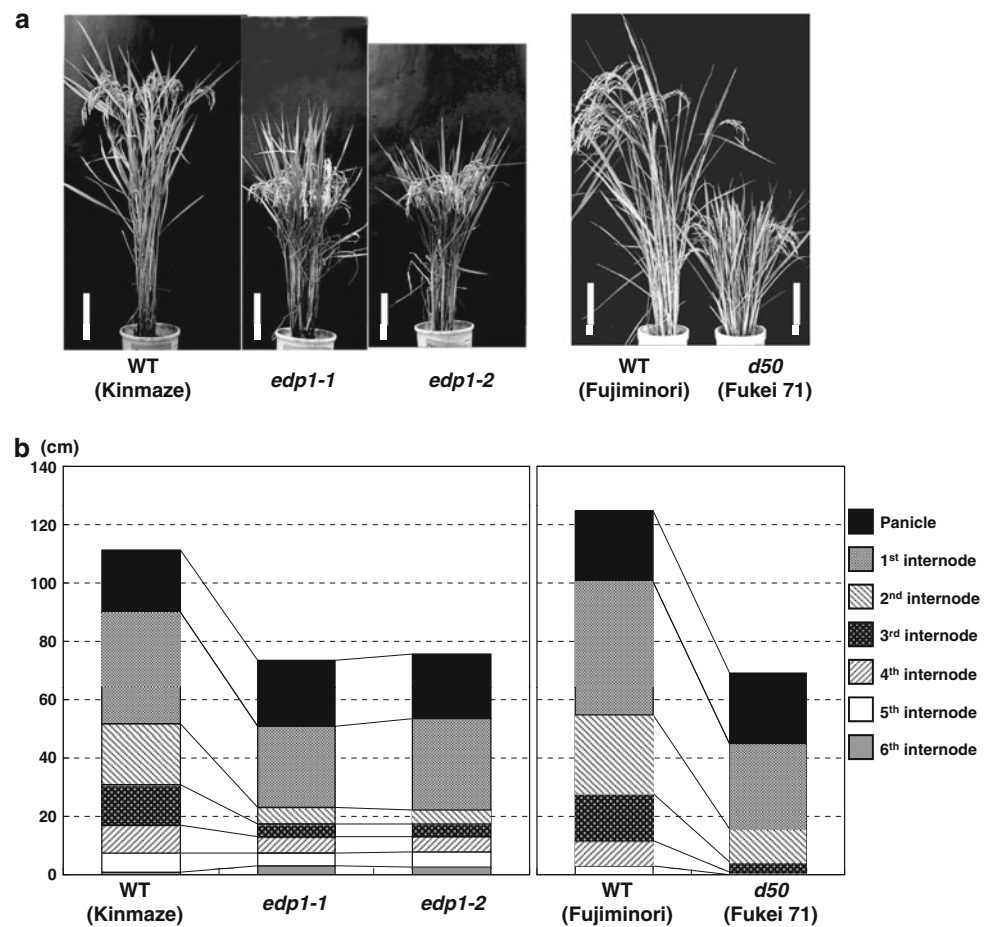 a
WT
(Kinmaze)
edp1-1
edp1-2
WT
(Fujiminori)
d50
(Fukei 71)
b (cm)
140
120
100
80
60
40
20
0
WT
(Kinmaze)
edp1-1
edp1-2
WT
(Fujiminori)
d50
(Fukei 71)
Panicle
1st internode
2nd internode
3rd internode
4th internode
5th internode
6th internode